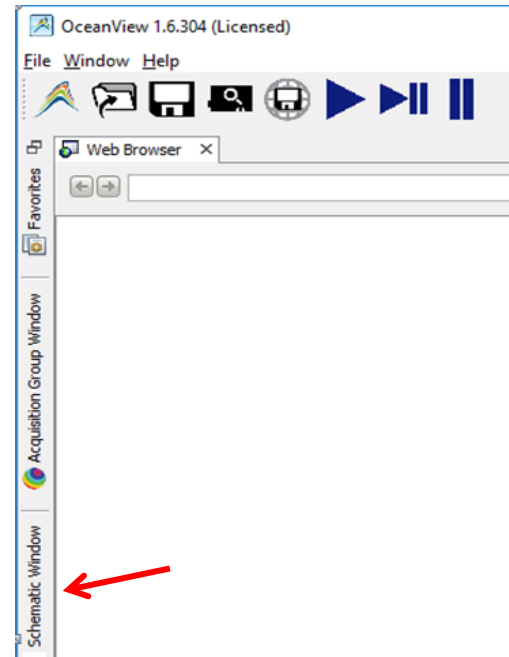 OceanView 1.6.304 (Licensed)
File Window Help
Web Browser
Favorites
Acquisition Group Window
Schematic Window